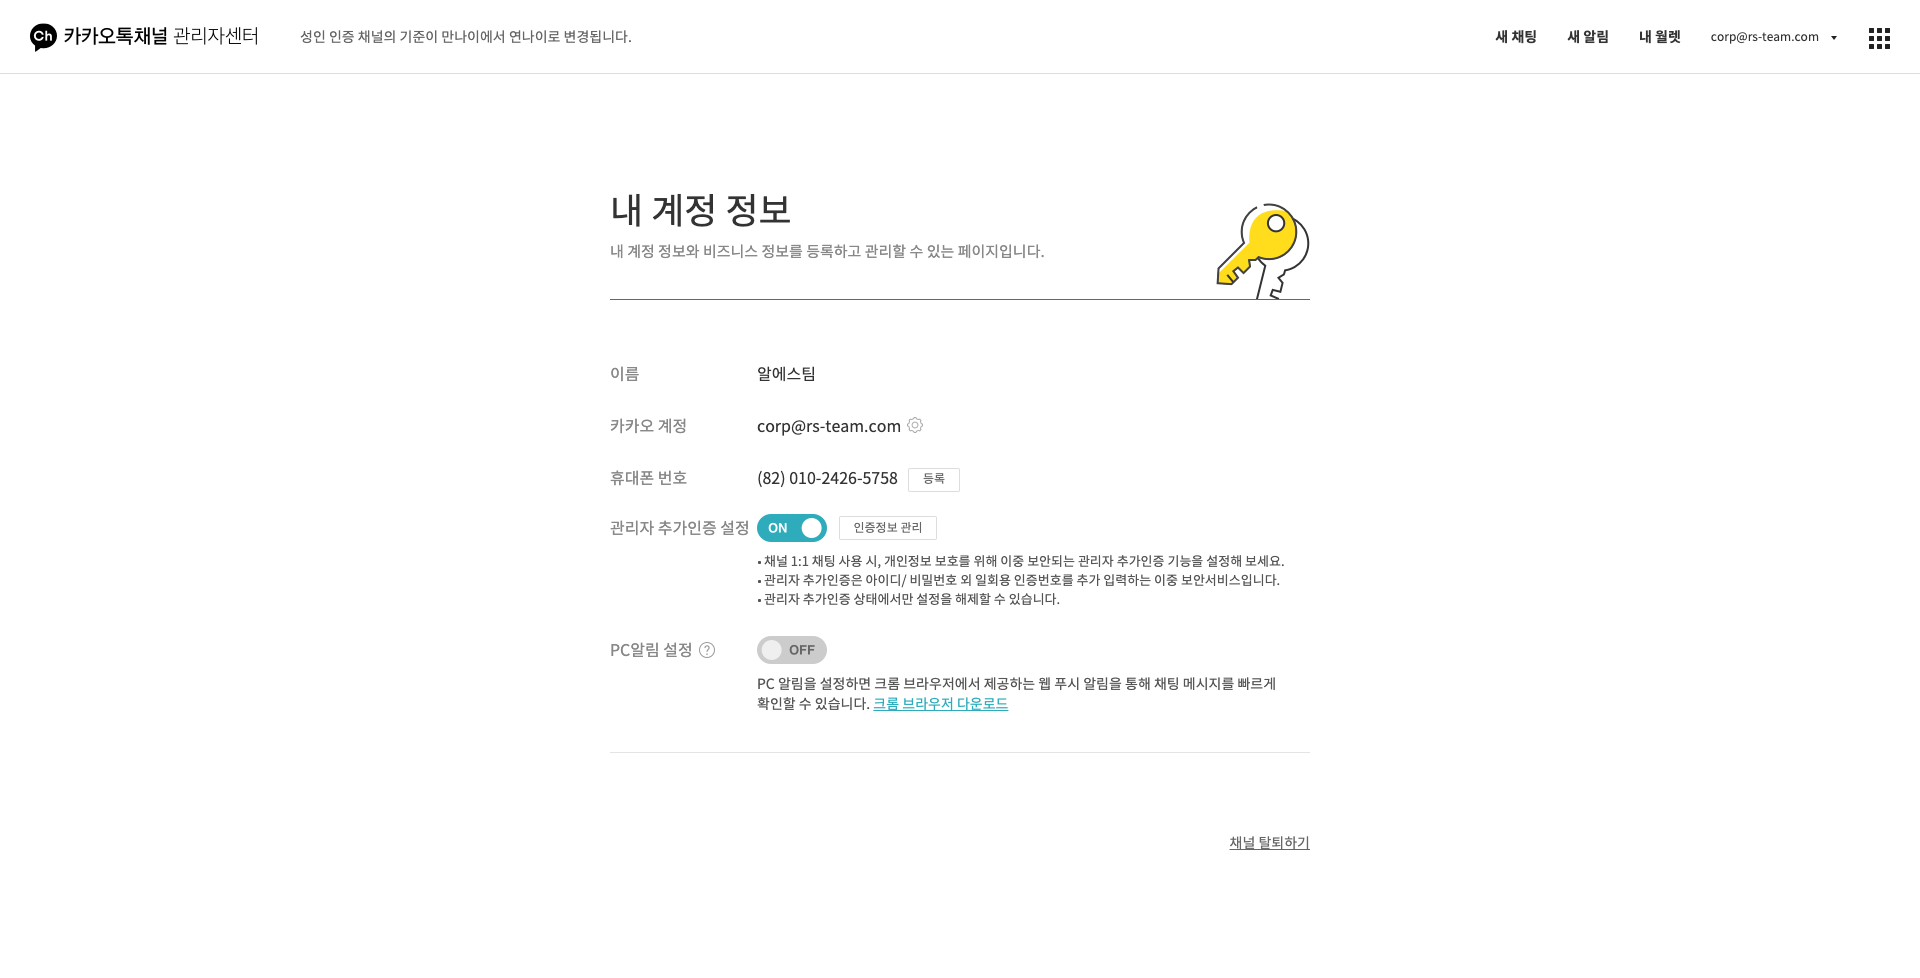 Ch 카카오톡채널 관리자센터
성인 인증 채널의 기준이 만나이에서 연나이로 변경됩니다.
새 채팅
새 알림
내 월렛
corp@rs-team.com
내 계정 정보
내 계정 정보와 비즈니스 정보를 등록하고 관리할 수 있는 페이지입니다.
이름
알에스팀
카카오 계정
corp@rs-team.com
휴대폰 번호
(82) 010-2426-5758
등록
관리자 추가인증 설정
ON
인증정보 관리
• 채널 1:1 채팅 사용 시, 개인정보 보호를 위해 이중 보안되는 관리자 추가인증 기능을 설정해 보세요.
• 관리자 추가인증은 아이디/ 비밀번호 외 일회용 인증번호를 추가 입력하는 이중 보안서비스입니다.
• 관리자 추가인증 상태에서만 설정을 해제할 수 있습니다.
PC알림 설정 ?
OFF
PC 알림을 설정하면 크롬 브라우저에서 제공하는 웹 푸시 알림을 통해 채팅 메시지를 빠르게
확인할 수 있습니다. 크롬 브라우저 다운로드
채널 탈퇴하기